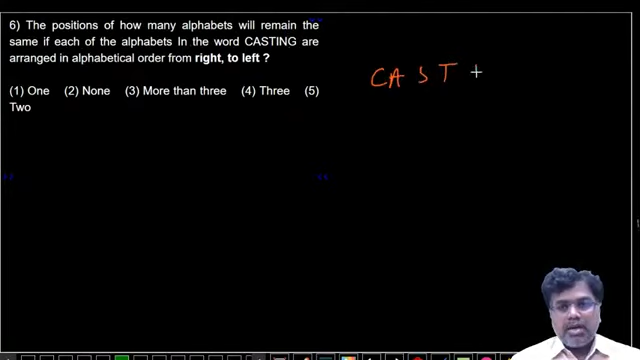 6) The positions of how many alphabets will remain the
same if each of the alphabets In the word CASTING are
arranged in alphabetical order from right, to left ?
(1) One (2) None (3) More than three (4) Three (5)
Two
CAST